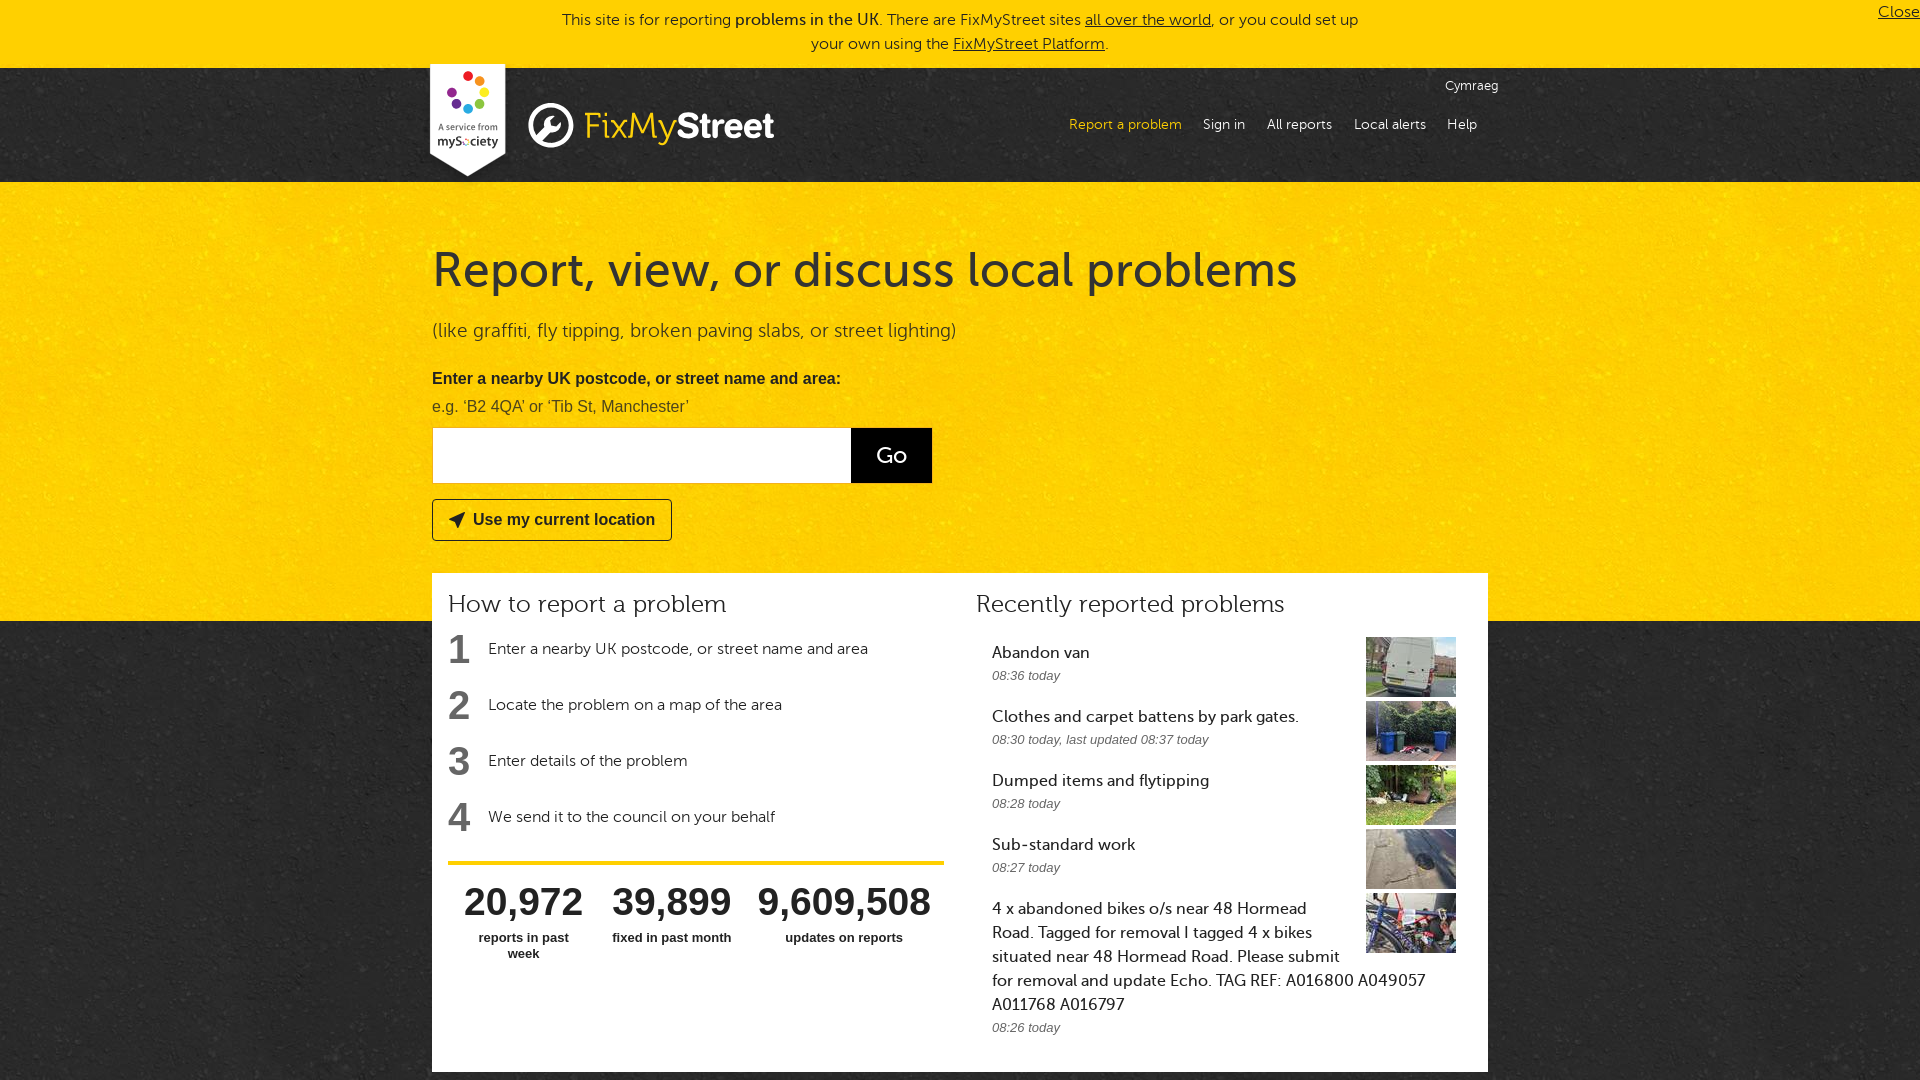 This site is for reporting problems in the UK. There are FixMyStreet sites all over the world, or you could set up
your own using the FixMyStreet Platform.
Close
A service from
mySociety
FixMyStreet
Cymraeg
Report a problem
Sign in
All reports
Local alerts
Help
Report, view, or discuss local problems
(like graffiti, fly tipping, broken paving slabs, or street lighting)
Enter a nearby UK postcode, or street name and area:
e.g. ‘B2 4QA’ or ‘Tib St, Manchester’
Go
Use my current location
How to report a problem
1 Enter a nearby UK postcode, or street name and area
2 Locate the problem on a map of the area
3 Enter details of the problem
4 We send it to the council on your behalf
20,972
reports in past
week
39,899
fixed in past month
9,609,508
updates on reports
Recently reported problems
Abandon van
08:36 today
Clothes and carpet battens by park gates.
08:30 today, last updated 08:37 today
Dumped items and flytipping
08:28 today
Sub-standard work
08:27 today
4 x abandoned bikes o/s near 48 Hormead
Road. Tagged for removal I tagged 4 x bikes
situated near 48 Hormead Road. Please submit
for removal and update Echo. TAG REF: A016800 A049057
A011768 A016797
08:26 today